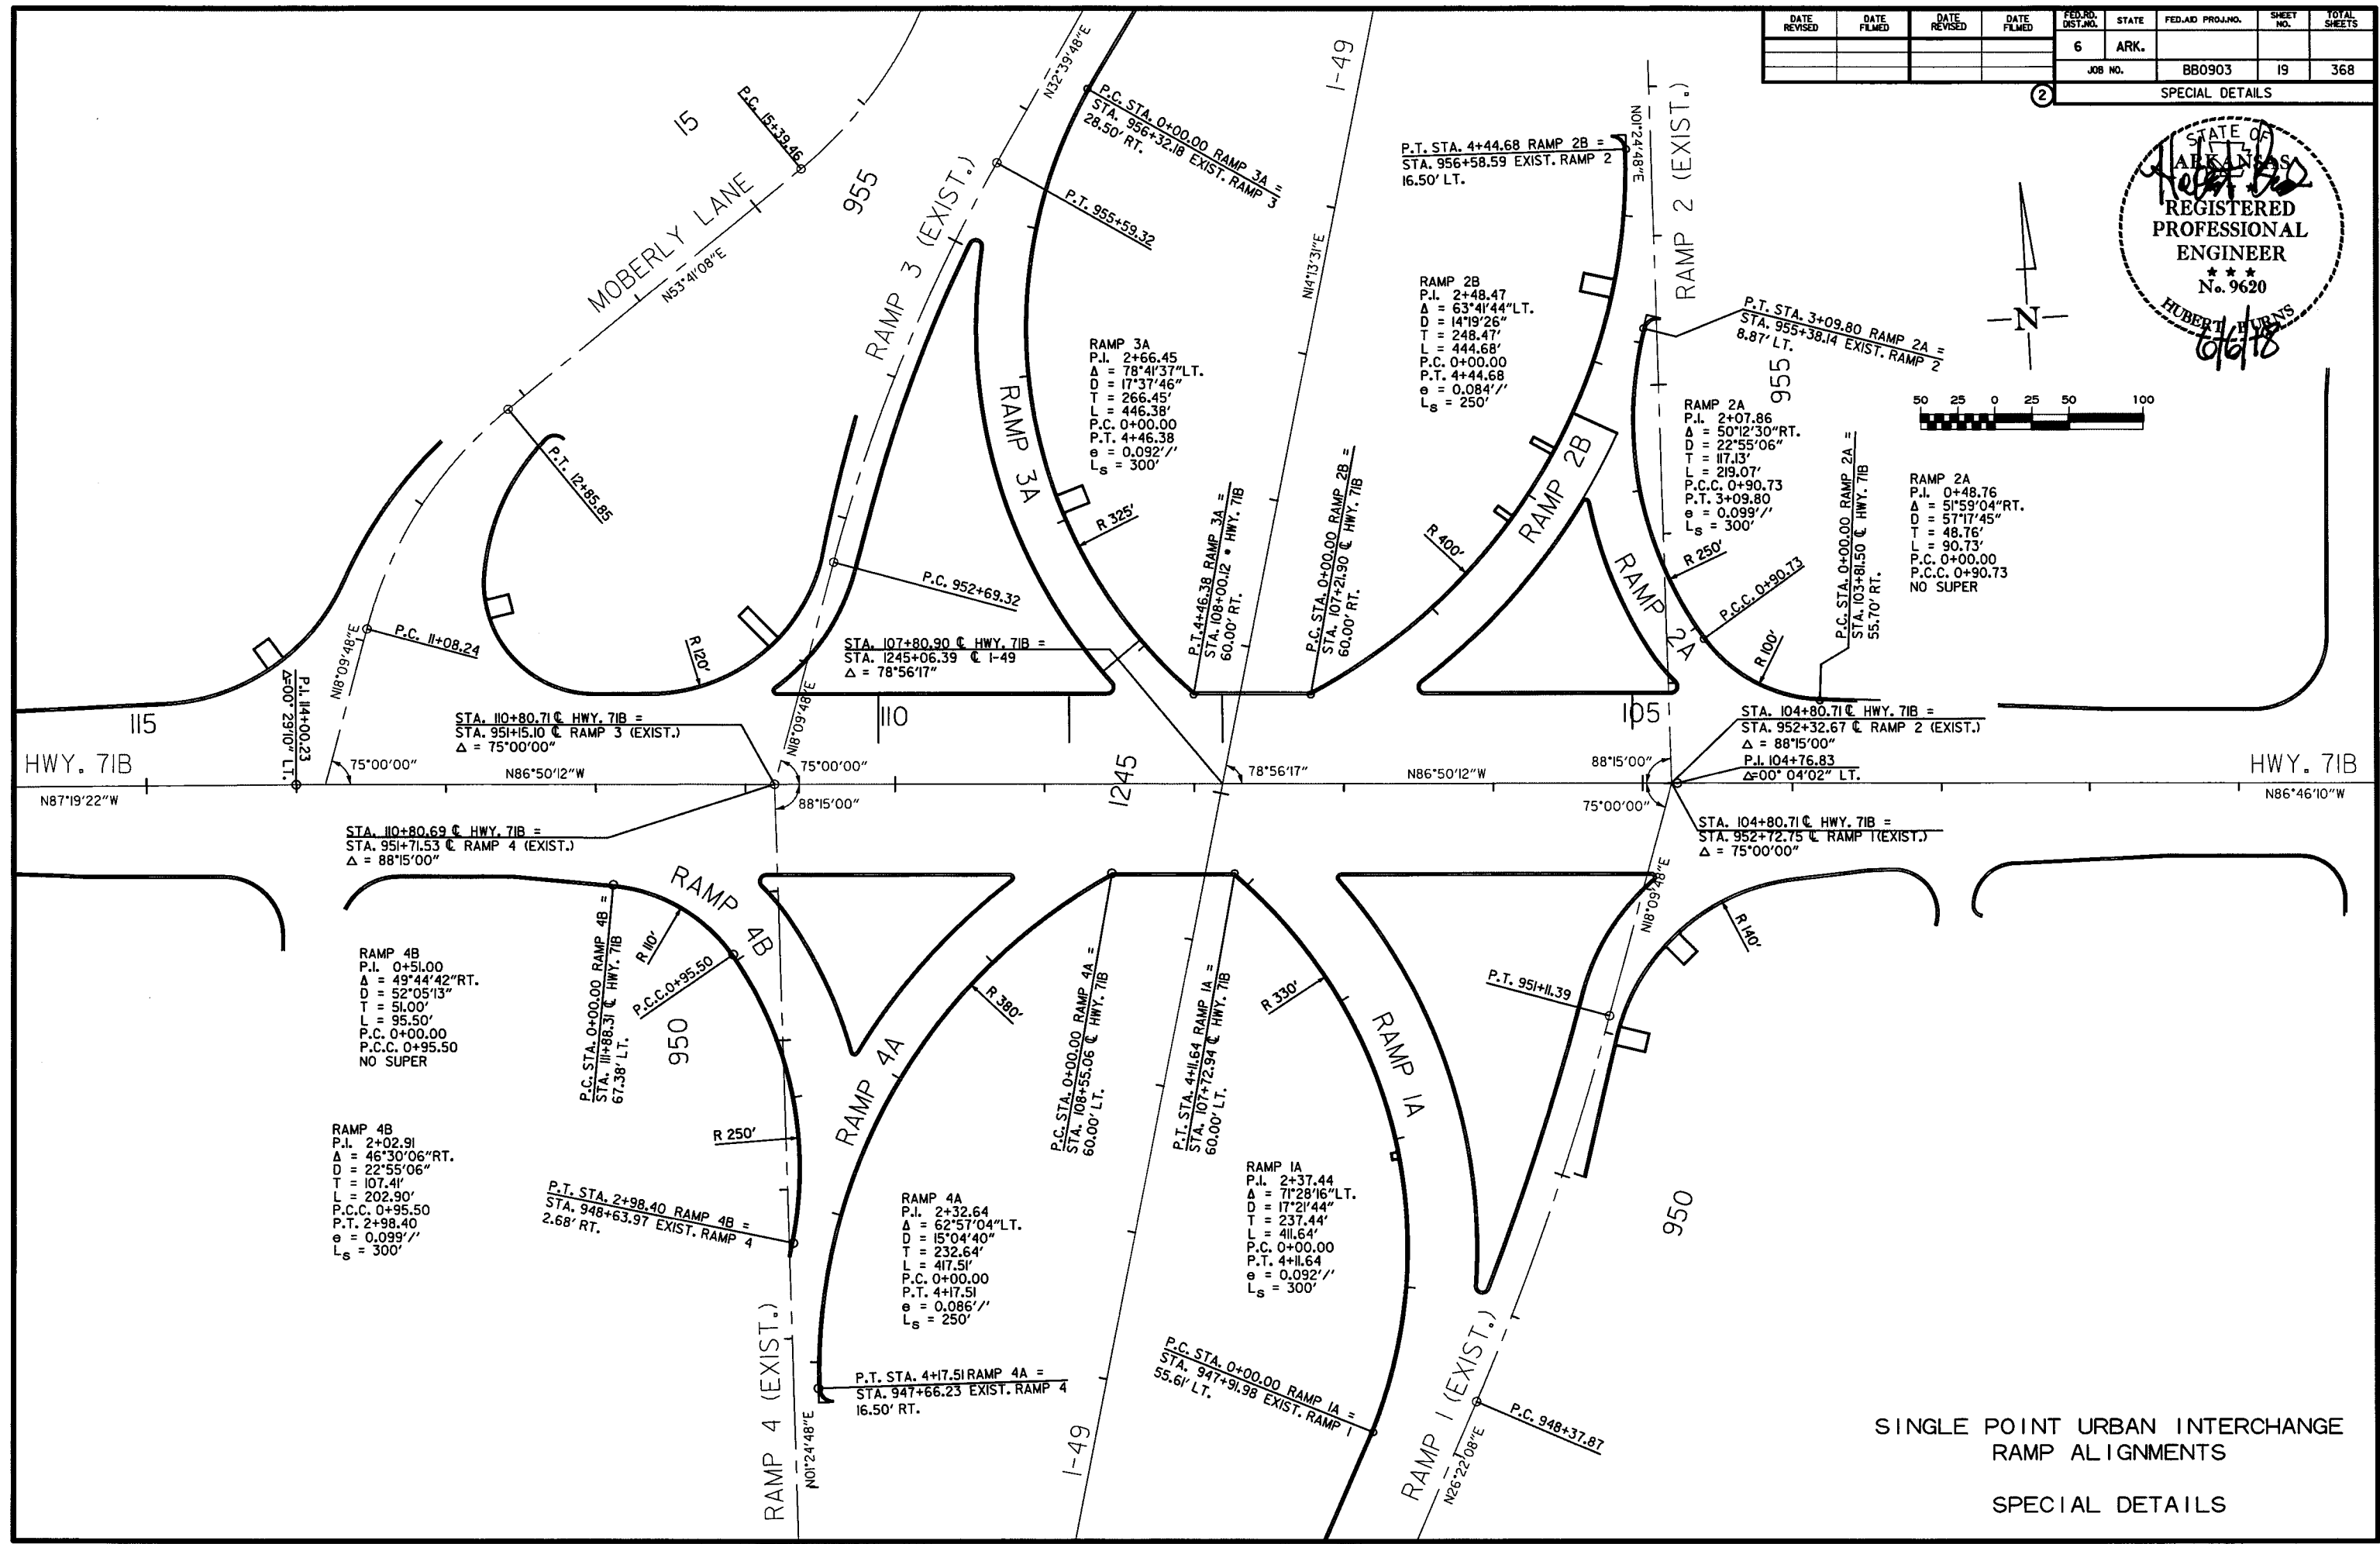 DATE REVISED
DATE FILMED
DATE REVISED
DATE FILMED
FED.RD. DIST.NO.
STATE
FED.AID PROJ.NO.
SHEET NO.
TOTAL SHEETS
6
ARK.
JOB NO.
BB0903
19
368
2
SPECIAL DETAILS
STATE OF
ARKANSAS
REGISTERED
PROFESSIONAL
ENGINEER
★ ★ ★
No. 9620
HUBERT BURNS
6/6/18
N
50 25 0 25 50 100
15
P.C. 15+39.46
MOBERLY LANE
N53°41'08"E
P.T. 12+85.85
P.C. 11+08.24
N18°09'48"E
955
RAMP 3 (EXIST.)
N32°39'48"E
P.C. STA. 0+00.00 RAMP 3A =
STA. 956+32.18 EXIST. RAMP 3
28.50' RT.
P.T. 955+59.32
I-49
N14°13'31"E
P.T. STA. 4+44.68 RAMP 2B =
STA. 956+58.59 EXIST. RAMP 2
16.50' LT.
N01°24'48"E
RAMP 2 (EXIST.)
RAMP 2B
P.I. 2+48.47
Δ = 63°41'44"LT.
D = 14°19'26"
T = 248.47'
L = 444.68'
P.C. 0+00.00
P.T. 4+44.68
e = 0.084'/'
Ls = 250'
P.T. STA. 3+09.80 RAMP 2A =
STA. 955+38.14 EXIST. RAMP 2
8.87' LT.
955
RAMP 3A
P.I. 2+66.45
Δ = 78°41'37"LT.
D = 17°37'46"
T = 266.45'
L = 446.38'
P.C. 0+00.00
P.T. 4+46.38
e = 0.092'/'
Ls = 300'
RAMP 2A
P.I. 2+07.86
Δ = 50°12'30"RT.
D = 22°55'06"
T = 117.13'
L = 219.07'
P.C.C. 0+90.73
P.T. 3+09.80
e = 0.099'/'
Ls = 300'
RAMP 2A
P.I. 0+48.76
Δ = 51°59'04"RT.
D = 57°17'45"
T = 48.76'
L = 90.73'
P.C. 0+00.00
P.C.C. 0+90.73
NO SUPER
RAMP 3A
R 325'
RAMP 2B
R 400'
RAMP 2A
R 250'
P.C.C. 0+90.73
R 100'
P.C. STA. 0+00.00 RAMP 2A =
STA. 103+81.50 ℄ HWY. 71B
55.70' RT.
P.C. 952+69.32
R 120'
P.T. 4+46.38 RAMP 3A =
STA. 108+00.12 @ HWY. 71B
60.00' RT.
P.C. STA. 0+00.00 RAMP 2B =
STA. 107+21.90 ℄ HWY. 71B
60.00' RT.
STA. 107+80.90 ℄ HWY. 71B =
STA. 1245+06.39 ℄ I-49
Δ = 78°56'17"
N18°09'48"E
P.I. 114+00.23
Δ=00° 29'10" LT.
115
110
105
STA. 110+80.71 ℄ HWY. 71B =
STA. 951+15.10 ℄ RAMP 3 (EXIST.)
Δ = 75°00'00"
STA. 104+80.71 ℄ HWY. 71B =
STA. 952+32.67 ℄ RAMP 2 (EXIST.)
Δ = 88°15'00"
P.I. 104+76.83
Δ=00° 04'02" LT.
HWY. 71B
75°00'00"
N86°50'12"W
75°00'00"
88°15'00"
1245
78°56'17"
N86°50'12"W
88°15'00"
75°00'00"
HWY. 71B
N87°19'22"W
N86°46'10"W
STA. 110+80.69 ℄ HWY. 71B =
STA. 951+71.53 ℄ RAMP 4 (EXIST.)
Δ = 88°15'00"
STA. 104+80.71 ℄ HWY. 71B =
STA. 952+72.75 ℄ RAMP 1 (EXIST.)
Δ = 75°00'00"
N18°09'48"E
RAMP 4B
R 110'
P.C.C. 0+95.50
950
P.C. STA. 0+00.00 RAMP 4B =
STA. 111+88.31 ℄ HWY. 71B
67.38' LT.
RAMP 4B
P.I. 0+51.00
Δ = 49°44'42"RT.
D = 52°05'13"
T = 51.00'
L = 95.50'
P.C. 0+00.00
P.C.C. 0+95.50
NO SUPER
RAMP 4B
P.I. 2+02.91
Δ = 46°30'06"RT.
D = 22°55'06"
T = 107.41'
L = 202.90'
P.C.C. 0+95.50
P.T. 2+98.40
e = 0.099'/'
Ls = 300'
R 250'
P.T. STA. 2+98.40 RAMP 4B =
STA. 948+63.97 EXIST. RAMP 4
2.68' RT.
RAMP 4A
R 380'
P.C. STA. 0+00.00 RAMP 4A =
STA. 108+55.06 ℄ HWY. 71B
60.00' LT.
P.T. STA. 4+11.64 RAMP 1A =
STA. 107+72.94 ℄ HWY. 71B
60.00' LT.
R 330'
RAMP 1A
P.T. 951+11.39
R 140'
RAMP 4A
P.I. 2+32.64
Δ = 62°57'04"LT.
D = 15°04'40"
T = 232.64'
L = 417.51'
P.C. 0+00.00
P.T. 4+17.51
e = 0.086'/'
Ls = 250'
RAMP 1A
P.I. 2+37.44
Δ = 71°28'16"LT.
D = 17°21'44"
T = 237.44'
L = 411.64'
P.C. 0+00.00
P.T. 4+11.64
e = 0.092'/'
Ls = 300'
950
RAMP 4 (EXIST.)
N01°24'48"E
P.T. STA. 4+17.51 RAMP 4A =
STA. 947+66.23 EXIST. RAMP 4
16.50' RT.
I-49
P.C. STA. 0+00.00 RAMP 1A =
STA. 947+91.98 EXIST. RAMP 1
55.61' LT.
RAMP 1 (EXIST.)
N26°22'08"E
P.C. 948+37.87
SINGLE POINT URBAN INTERCHANGE
RAMP ALIGNMENTS
SPECIAL DETAILS